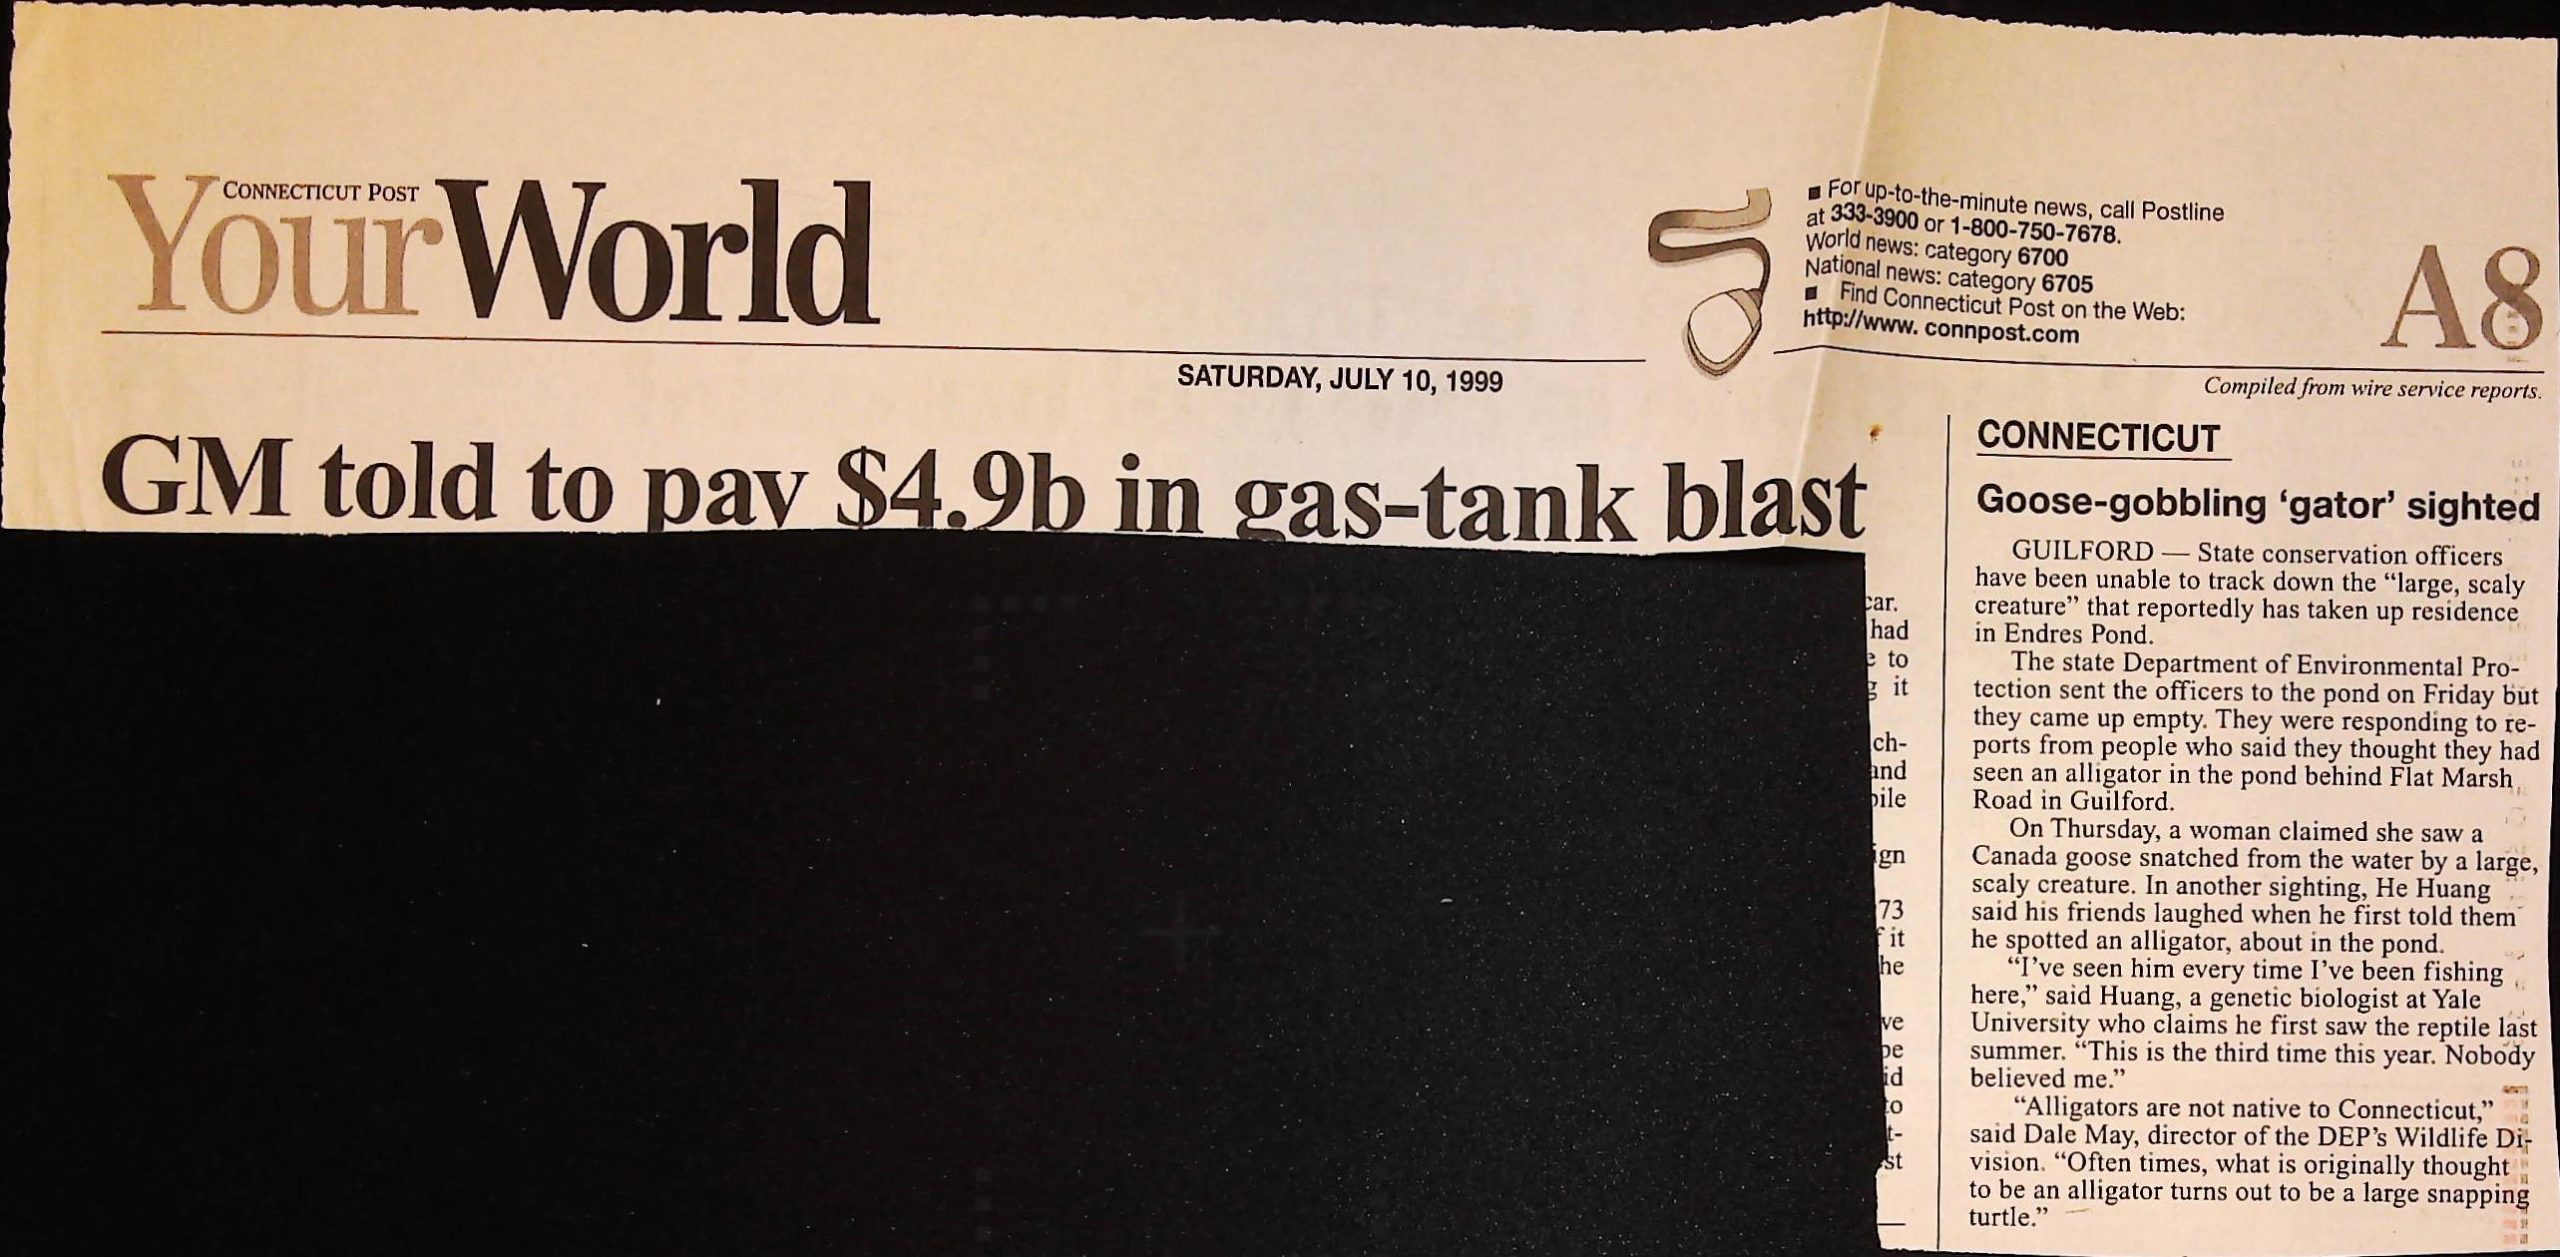 CONNECTICUT POST
YourWorld
■ For up-to-the-minute news, call Postline
at 333-3900 or 1-800-750-7678.
World news: category 6700
National news: category 6705
■ Find Connecticut Post on the Web:
http://www. connpost.com
A8
SATURDAY, JULY 10, 1999
Compiled from wire service reports.
GM told to pay $4.9b in gas-tank blast
car.
had
to
it
ch-
and
73
it
he
CONNECTICUT
Goose-gobbling ‘gator’ sighted
GUILFORD — State conservation officers
have been unable to track down the “large, scaly
creature” that reportedly has taken up residence
in Endres Pond.
The state Department of Environmental Pro-
tection sent the officers to the pond on Friday but
they came up empty. They were responding to re-
ports from people who said they thought they had
seen an alligator in the pond behind Flat Marsh
Road in Guilford.
On Thursday, a woman claimed she saw a
Canada goose snatched from the water by a large,
scaly creature. In another sighting, He Huang
said his friends laughed when he first told them
he spotted an alligator, about in the pond.
“I’ve seen him every time I’ve been fishing
here,” said Huang, a genetic biologist at Yale
University who claims he first saw the reptile last
summer. “This is the third time this year. Nobody
believed me.”
“Alligators are not native to Connecticut,”
said Dale May, director of the DEP’s Wildlife Di-
vision. “Often times, what is originally thought
to be an alligator turns out to be a large snapping
turtle.”